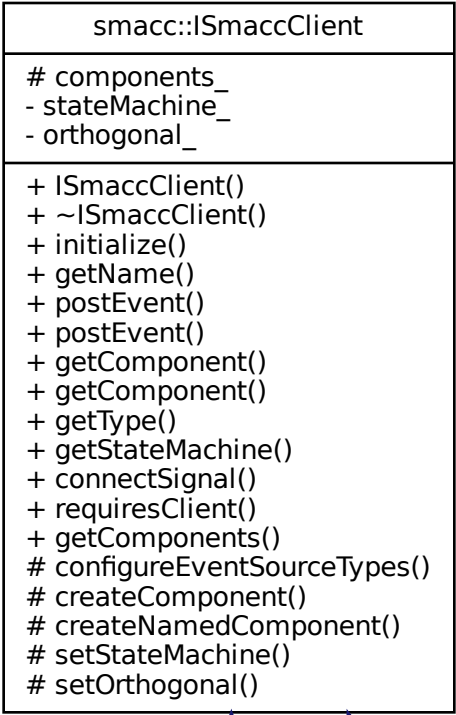 smacc::ISmaccClient
# components_
- stateMachine_
- orthogonal_
+ ISmaccClient()
+ ~ISmaccClient()
+ initialize()
+ getName()
+ postEvent()
+ postEvent()
+ getComponent()
+ getComponent()
+ getType()
+ getStateMachine()
+ connectSignal()
+ requiresClient()
+ getComponents()
# configureEventSourceTypes()
# createComponent()
# createNamedComponent()
# setStateMachine()
# setOrthogonal()